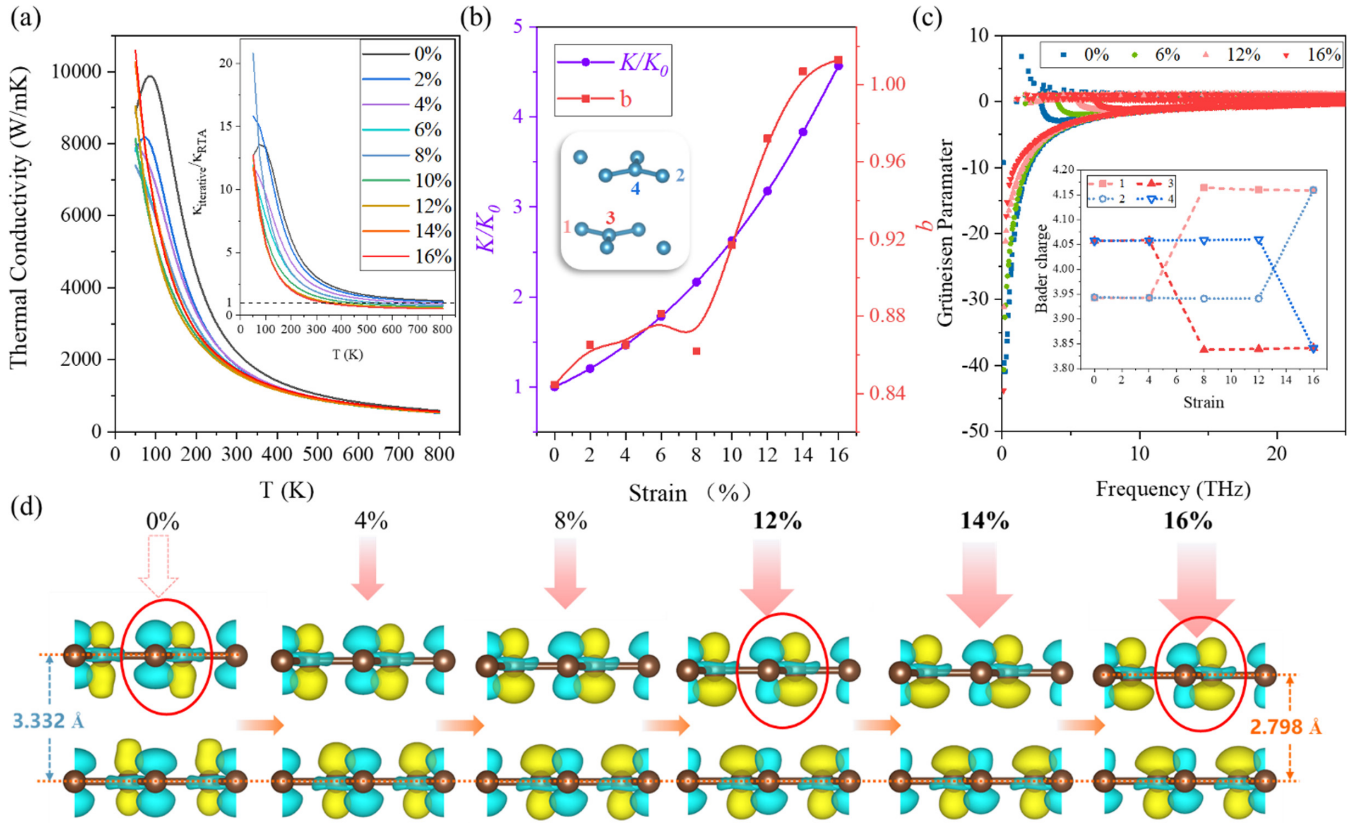 (a)
Thermal Conductivity (W/mK)
10000
8000
6000
4000
2000
0
0 100 200 300 400 500 600 700 800
T (K)
0%
2%
4%
6%
8%
10%
12%
14%
16%
κiterative/κRTA
20
15
10
5
1
0
0 100 200 300 400 500 600 700 800
T (K)
(b)
K/K0
5
4
3
2
1
K/K0
b
1
2
3
4
b
1.00
0.96
0.92
0.88
0.84
0 2 4 6 8 10 12 14 16
Strain （%）
(c)
Grüneisen Paramater
10
0
-10
-20
-30
-40
-50
0% 6% 12% 16%
0 10 20
Frequency (THz)
1 3
2 4
Bader charge
4.20
4.15
4.10
4.05
4.00
3.95
3.90
3.85
3.80
0 2 4 6 8 10 12 14 16
Strain
(d)
0% 4% 8% 12% 14% 16%
3.332 Å
2.798 Å